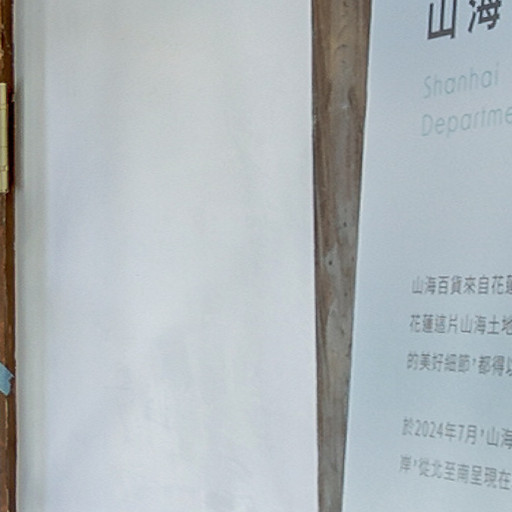 山海
Shanhai
Departme
山海百貨來自花蓮
花蓮這片山海土地
的美好細節，都得以
於2024年7月，山海
岸，從北至南呈現在